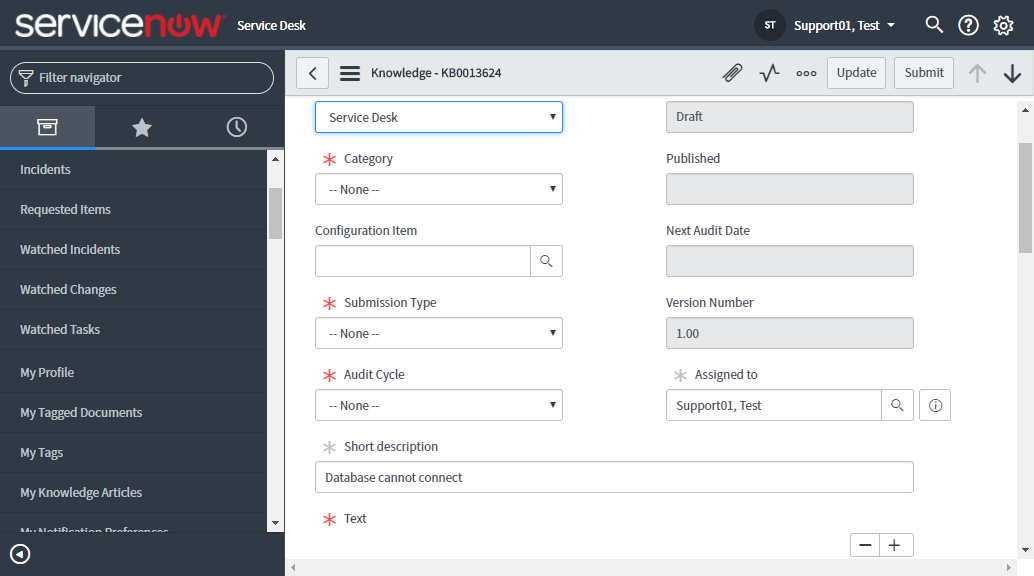 servicenow Service Desk ST Support01, Test
Filter navigator
Knowledge - KB0013624 Update Submit
Incidents
Requested Items
Watched Incidents
Watched Changes
Watched Tasks
My Profile
My Tagged Documents
My Tags
My Knowledge Articles
My Notification Preferences
Service Desk
Draft
Category
-- None --
Published
Configuration Item
Next Audit Date
Submission Type
-- None --
Version Number
1.00
Audit Cycle
-- None --
Assigned to
Support01, Test
Short description
Database cannot connect
Text